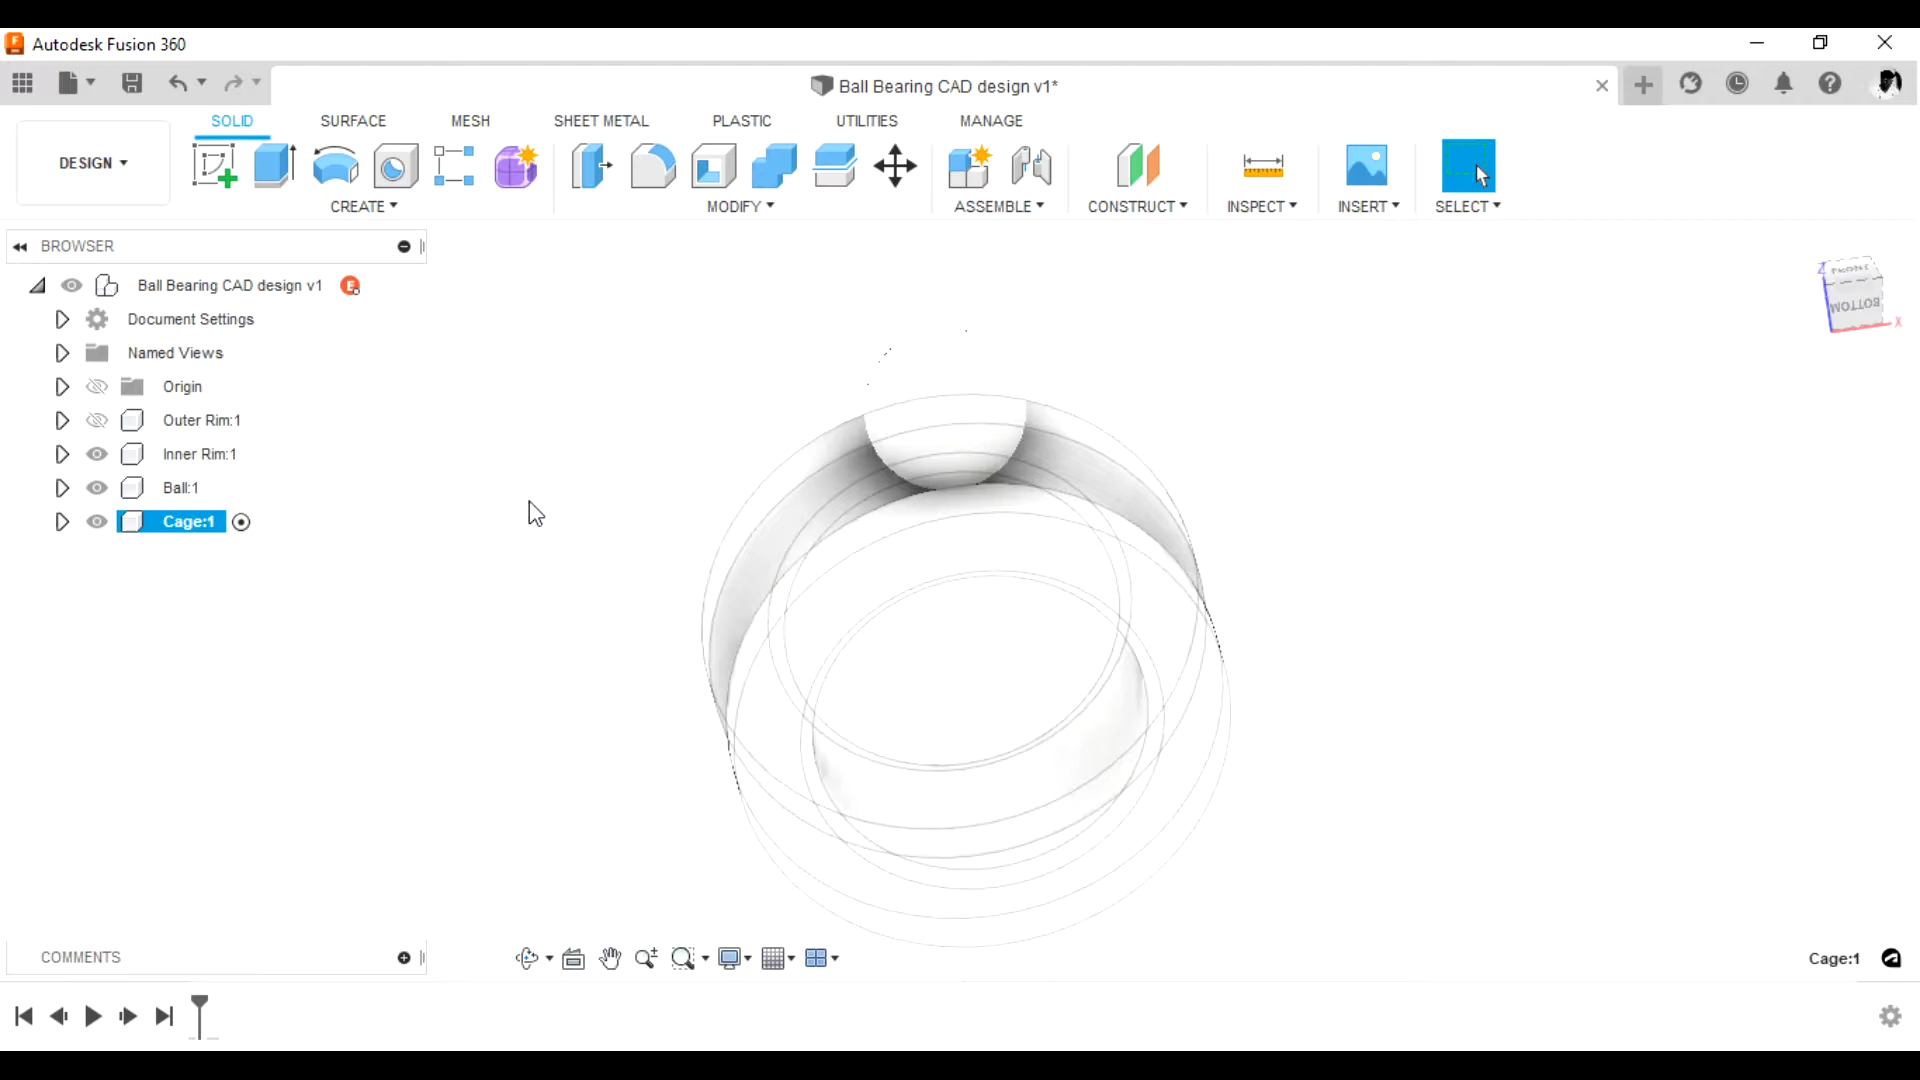 Autodesk Fusion 360
Ball Bearing CAD design v1*
SOLID SURFACE MESH SHEET METAL PLASTIC UTILITIES MANAGE
DESIGN
CREATE MODIFY ASSEMBLE CONSTRUCT INSPECT INSERT SELECT
BROWSER
Ball Bearing CAD design v1
Document Settings
Named Views
Origin
Outer Rim:1
Inner Rim:1
Ball:1
Cage:1
Z
FRONT
BOTTOM
X
COMMENTS
Cage:1